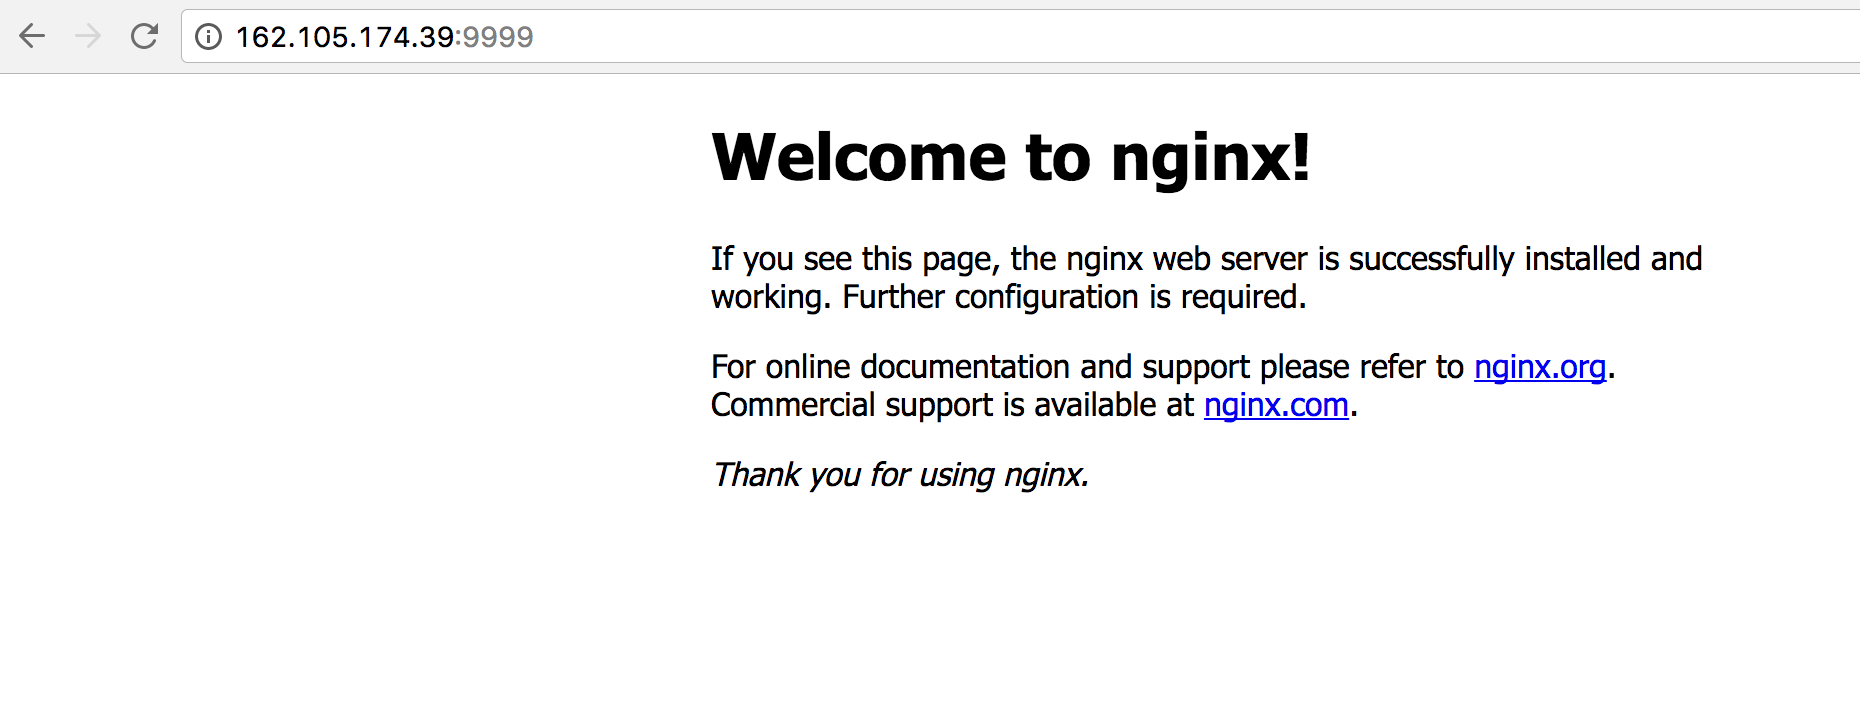 162.105.174.39:9999
Welcome to nginx!
If you see this page, the nginx web server is successfully installed and
working. Further configuration is required.
For online documentation and support please refer to nginx.org.
Commercial support is available at nginx.com.
Thank you for using nginx.